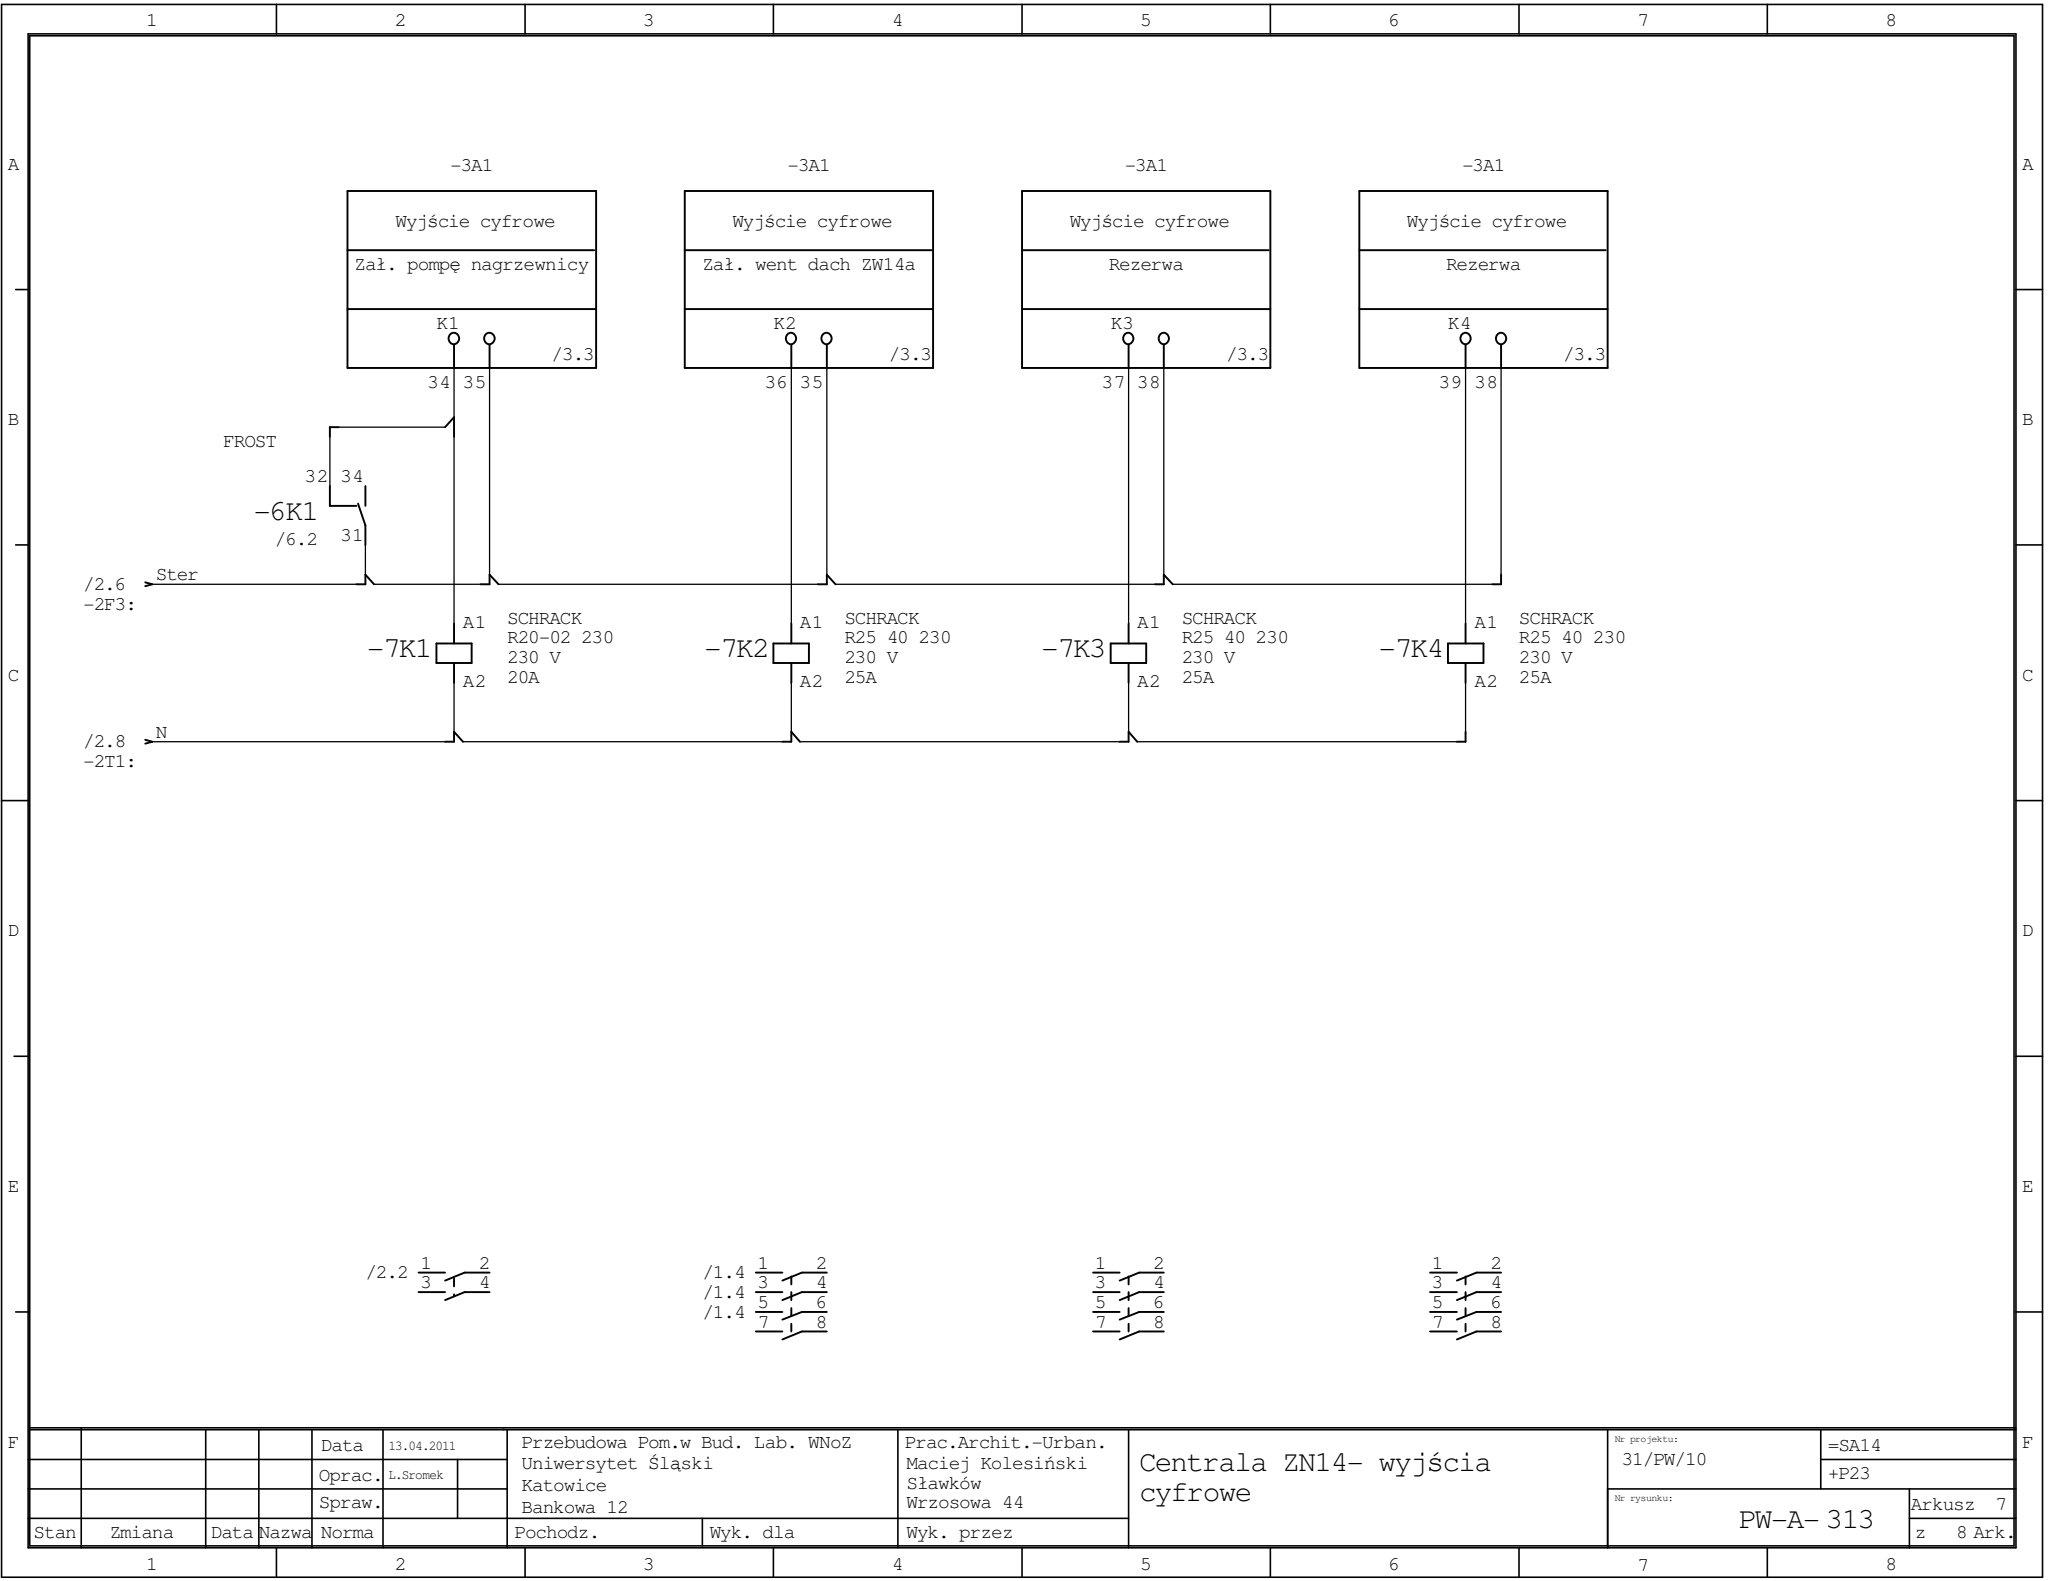 1 2 3 4 5 6 7 8
A A
-3A1 -3A1 -3A1 -3A1
Wyjście cyfrowe Wyjście cyfrowe Wyjście cyfrowe Wyjście cyfrowe
Zał. pompę nagrzewnicy Zał. went dach ZW14a Rezerwa Rezerwa
K1 K2 K3 K4
/3.3 /3.3 /3.3 /3.3
34 35 36 35 37 38 39 38
B B
FROST
32 34
-6K1
/6.2 31
Ster
/2.6
-2F3:
A1 SCHRACK A1 SCHRACK A1 SCHRACK A1 SCHRACK
R20-02 230 R25 40 230 R25 40 230 R25 40 230
-7K1 230 V -7K2 230 V -7K3 230 V -7K4 230 V
A2 20A A2 25A A2 25A A2 25A
C C
N
/2.8
-2T1:
D D
E E
/2.2 1 2 /1.4 1 2 1 2 1 2
3 4 /1.4 3 4 3 4 3 4
/1.4 5 6 5 6 5 6
7 8 7 8 7 8
F F
Data 13.04.2011
Oprac. L.Sromek
Spraw.
Stan Zmiana Data Nazwa Norma
Przebudowa Pom.w Bud. Lab. WNoZ
Uniwersytet Śląski
Katowice
Bankowa 12
Pochodz. Wyk. dla
Prac.Archit.-Urban.
Maciej Kolesiński
Sławków
Wrzosowa 44
Wyk. przez
Centrala ZN14- wyjścia
cyfrowe
Nr projektu:
31/PW/10
=SA14
+P23
Nr rysunku:
PW-A- 313
Arkusz 7
z 8 Ark.
1 2 3 4 5 6 7 8